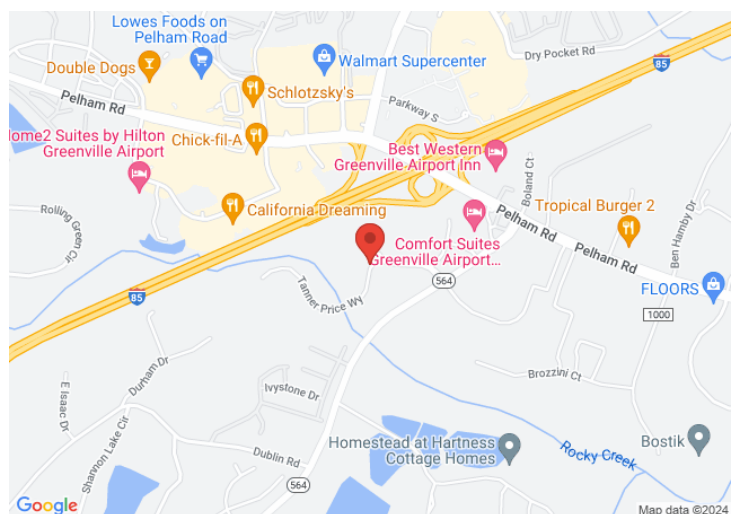 Lowes Foods on
Pelham Road
Double Dogs
Walmart Supercenter
Dry Pocket Rd
85
Schlotzsky's
Pelham Rd
Parkway S
Chick-fil-A
Home2 Suites by Hilton
Greenville Airport
Best Western
Greenville Airport Inn
Boland Ct
California Dreaming
Rolling Green Cir
Tropical Burger 2
Pelham Rd
Ben Hamby Dr
Comfort Suites
Greenville Airport...
Pelham Rd
Tanner Price Wy
564
FLOORS
85
1000
Durham Dr
E Isaac Dr
Ivystone Dr
Brozzini Ct
Shannon Lake Cir
Dublin Rd
Homestead at Hartness
Cottage Homes
Bostik
Rocky Creek
564
Google
Map data ©2024